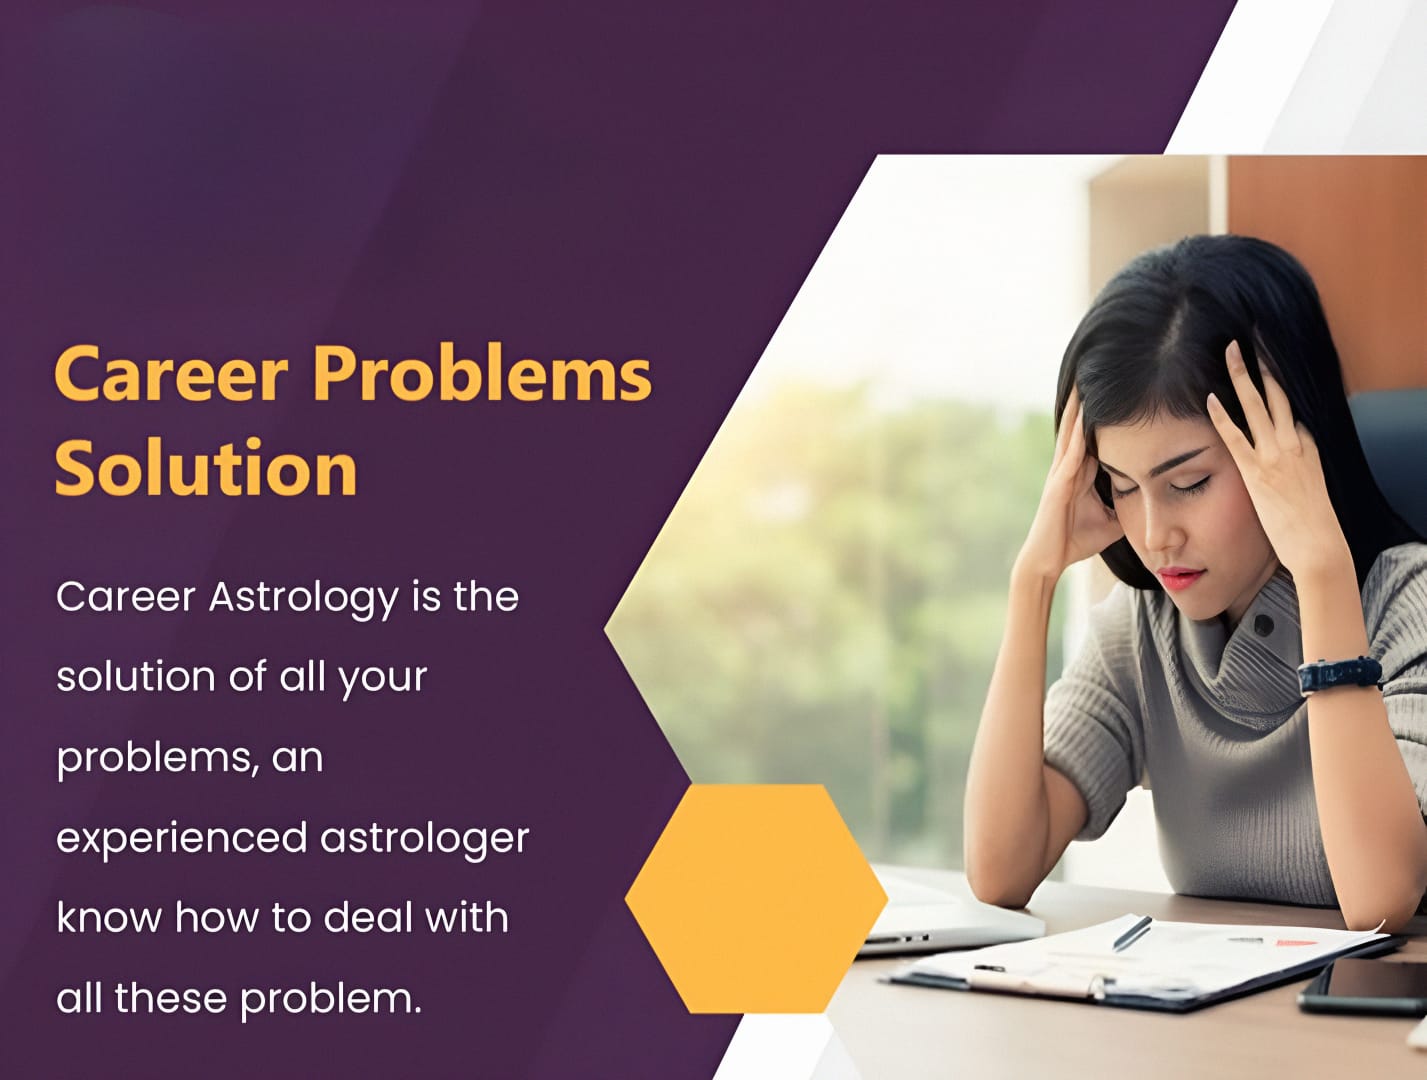 Career Problems
Solution
Career Astrology is the
solution of all your
problems, an
experienced astrologer
know how to deal with
all these problem.